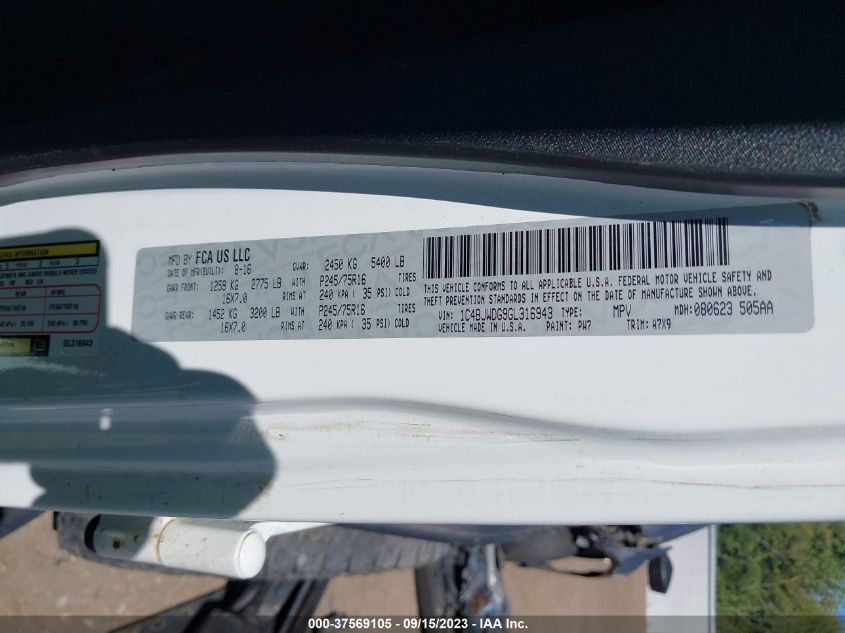 DING INFORMATION
GL316943
MFD BY FCA US LLC
DATE OF MFR(BUILT): 8-16 GVWR: 2450 KG 5400 LB
GAWR FRONT: 1259 KG 2775 LB WITH P245/75R16 TIRES
16X7.0 RIMS AT 240 KPA ( 35 PSI) COLD
GAWR REAR: 1452 KG 3200 LB WITH P245/75R16 TIRES
16X7.0 RIMS AT 240 KPA ( 35 PSI) COLD
THIS VEHICLE CONFORMS TO ALL APPLICABLE U.S.A. FEDERAL MOTOR VEHICLE SAFETY AND
THEFT PREVENTION STANDARDS IN EFFECT ON THE DATE OF MANUFACTURE SHOWN ABOVE.
VIN: 1C4BJWDG9GL316943 TYPE: MPV MDH: 080623 505AA
VEHICLE MADE IN U.S.A. PAINT: PW7 TRIM: A7X9
000-37569105 - 09/15/2023 - IAA Inc.